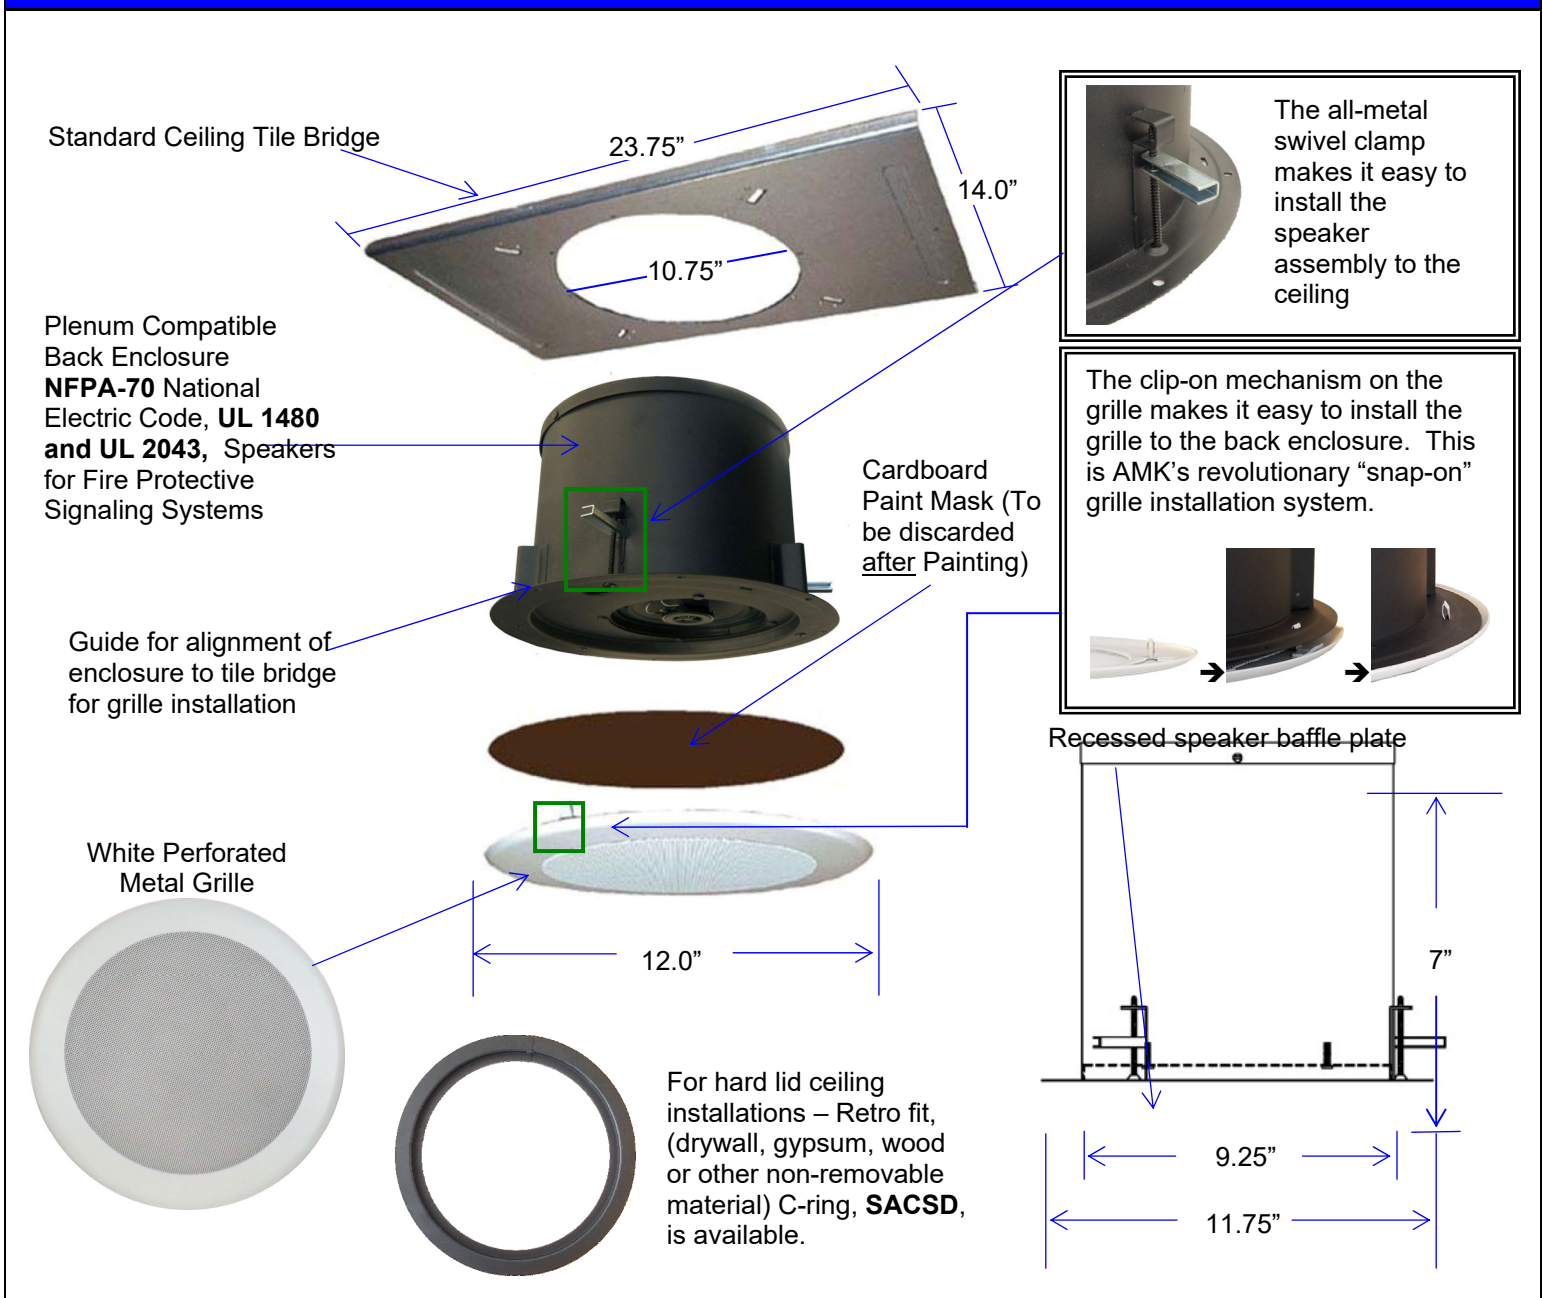 Standard Ceiling Tile Bridge
23.75”
14.0”
10.75”
The all-metal
swivel clamp
makes it easy to
install the
speaker
assembly to the
ceiling
Plenum Compatible
Back Enclosure
NFPA-70 National
Electric Code, UL 1480
and UL 2043, Speakers
for Fire Protective
Signaling Systems
The clip-on mechanism on the
grille makes it easy to install the
grille to the back enclosure. This
is AMK’s revolutionary “snap-on”
grille installation system.
Cardboard
Paint Mask (To
be discarded
after Painting)
Guide for alignment of
enclosure to tile bridge
for grille installation
Recessed speaker baffle plate
White Perforated
Metal Grille
12.0”
7”
For hard lid ceiling
installations – Retro fit,
(drywall, gypsum, wood
or other non-removable
material) C-ring, SACSD,
is available.
9.25”
11.75”